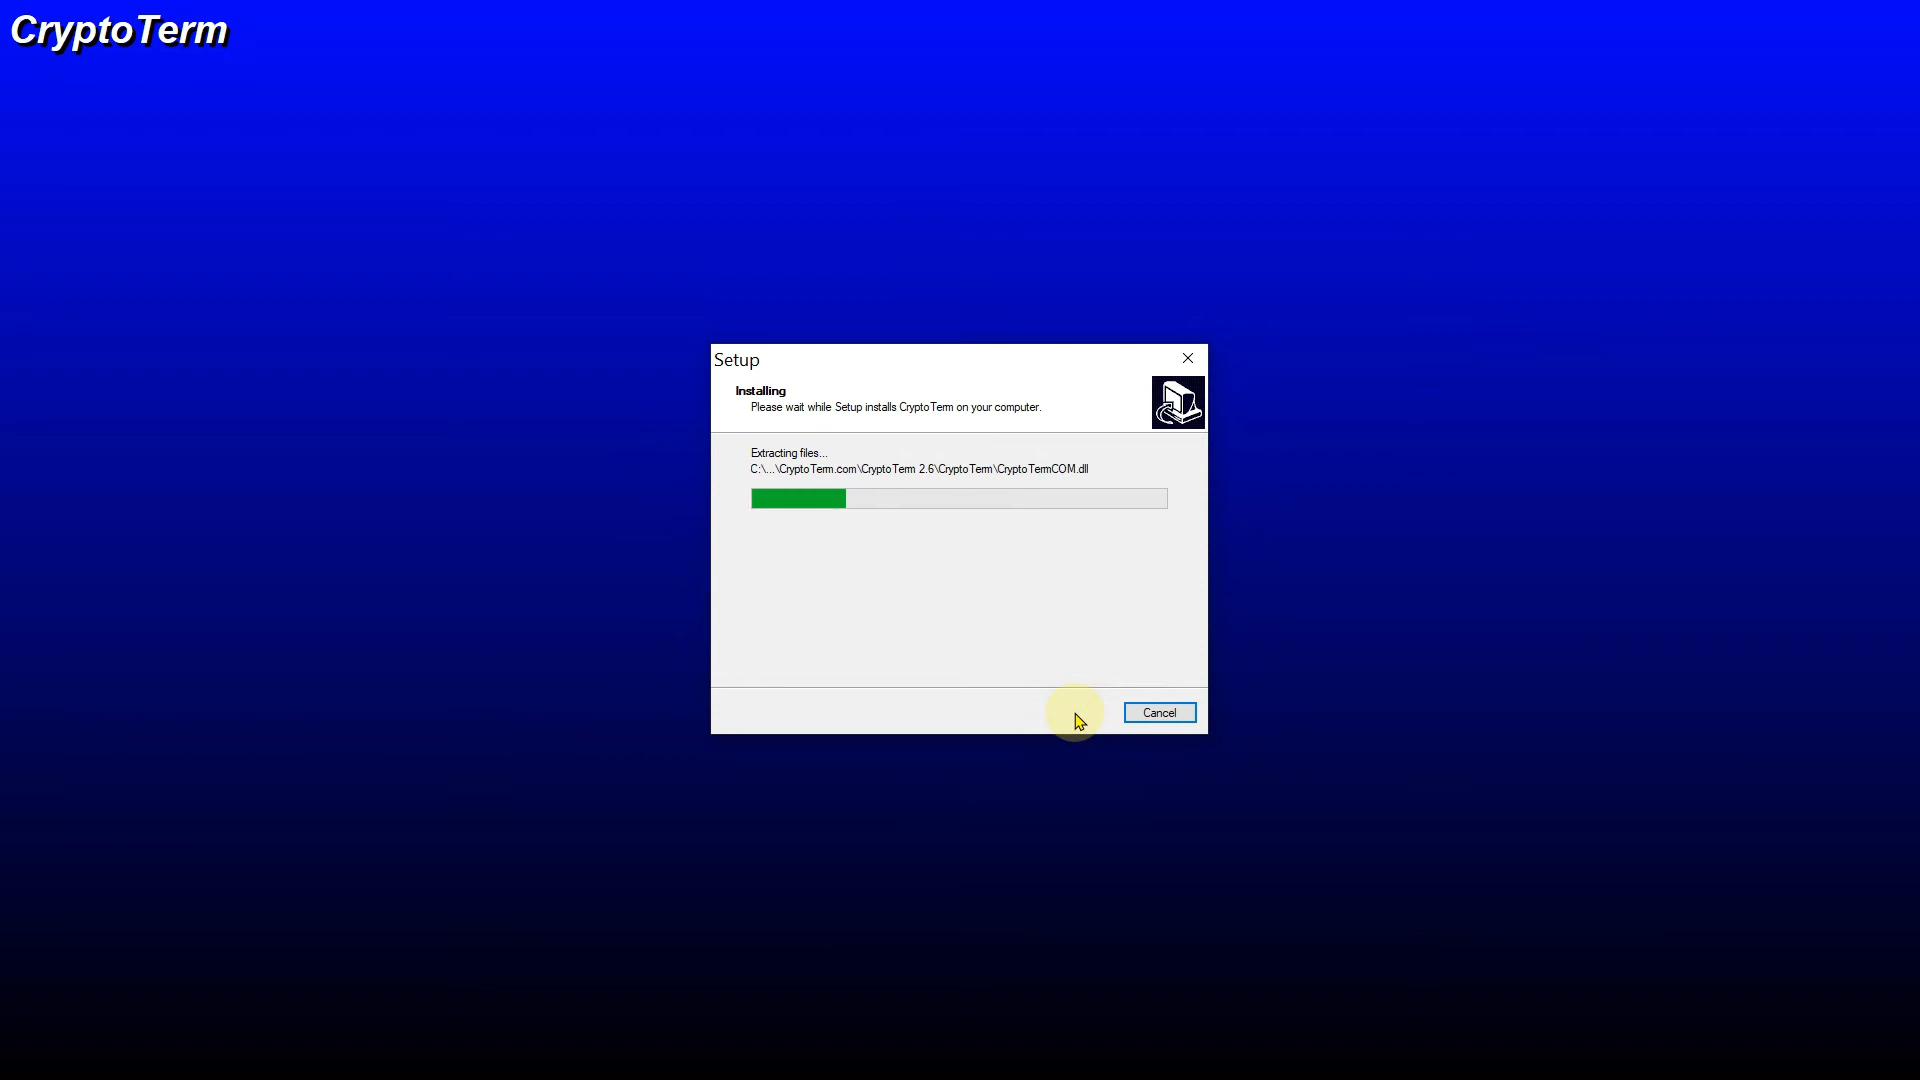 CryptoTerm
Setup
Installing
Please wait while Setup installs CryptoTerm on your computer.
Extracting files...
C:\...\CryptoTerm.com\CryptoTerm 2.6\CryptoTerm\CryptoTermCOM.dll
Cancel